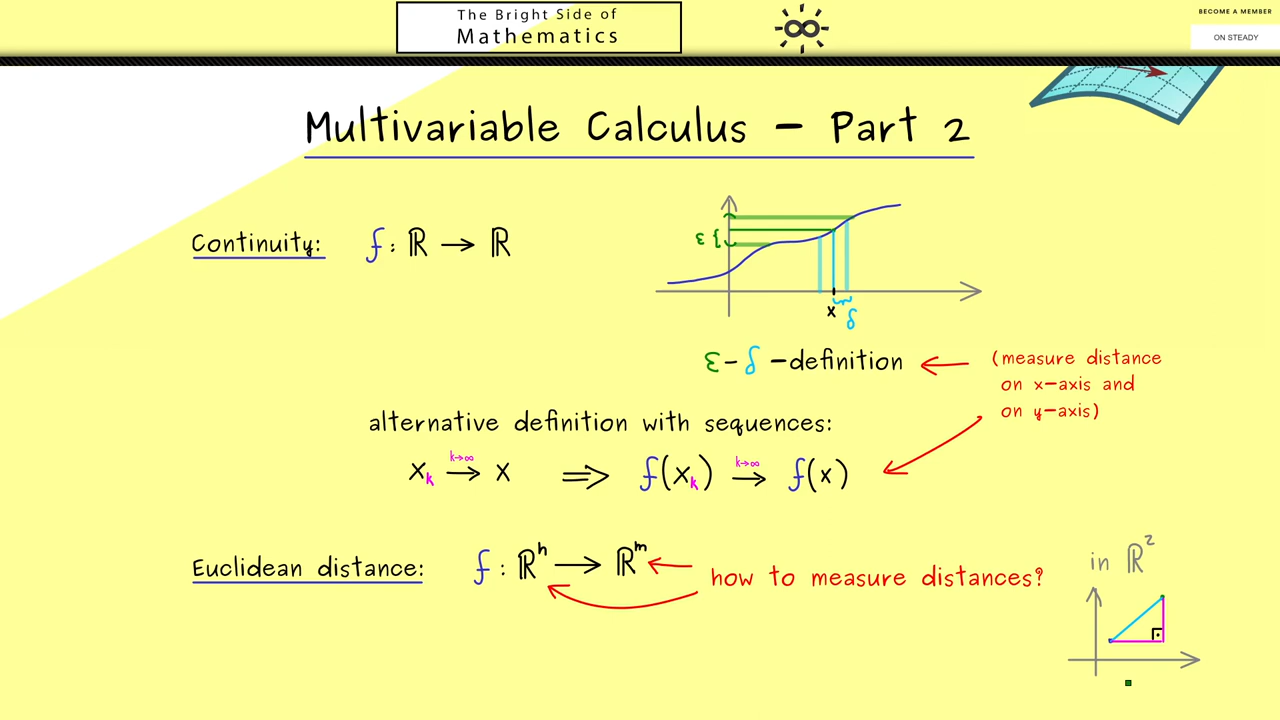 The Bright Side of
Mathematics
BECOME A MEMBER
ON STEADY
Multivariable Calculus - Part 2
Continuity: f : ℝ → ℝ
ε {
x
δ
ε - δ - definition
(measure distance
on x-axis and
on y-axis)
alternative definition with sequences:
xₖ →(k→∞) x ⟹ f(xₖ) →(k→∞) f(x)
Euclidean distance: f : ℝⁿ → ℝᵐ
how to measure distances?
in ℝ²